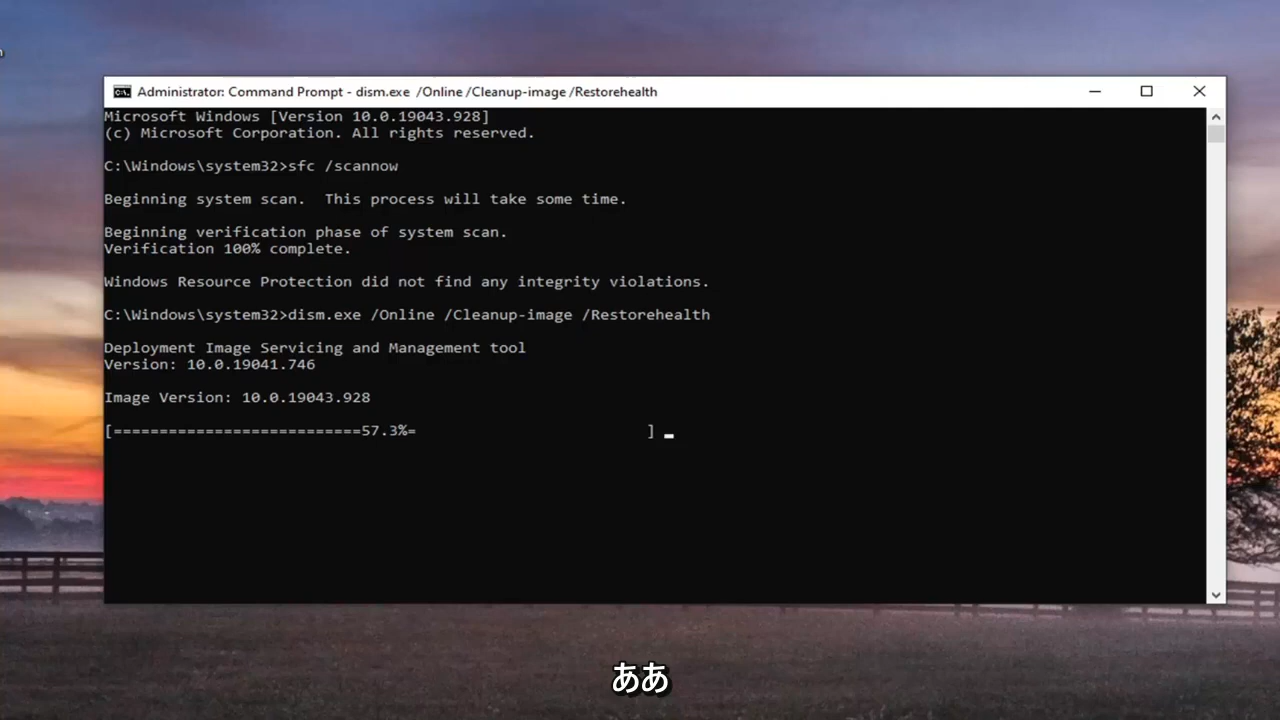 Administrator: Command Prompt - dism.exe  /Online /Cleanup-image /Restorehealth
Microsoft Windows [Version 10.0.19043.928]
(c) Microsoft Corporation. All rights reserved.
C:\Windows\system32>sfc /scannow
Beginning system scan.  This process will take some time.
Beginning verification phase of system scan.
Verification 100% complete.
Windows Resource Protection did not find any integrity violations.
C:\Windows\system32>dism.exe /Online /Cleanup-image /Restorehealth
Deployment Image Servicing and Management tool
Version: 10.0.19041.746
Image Version: 10.0.19043.928
[===========================57.3%=                          ]
ああ